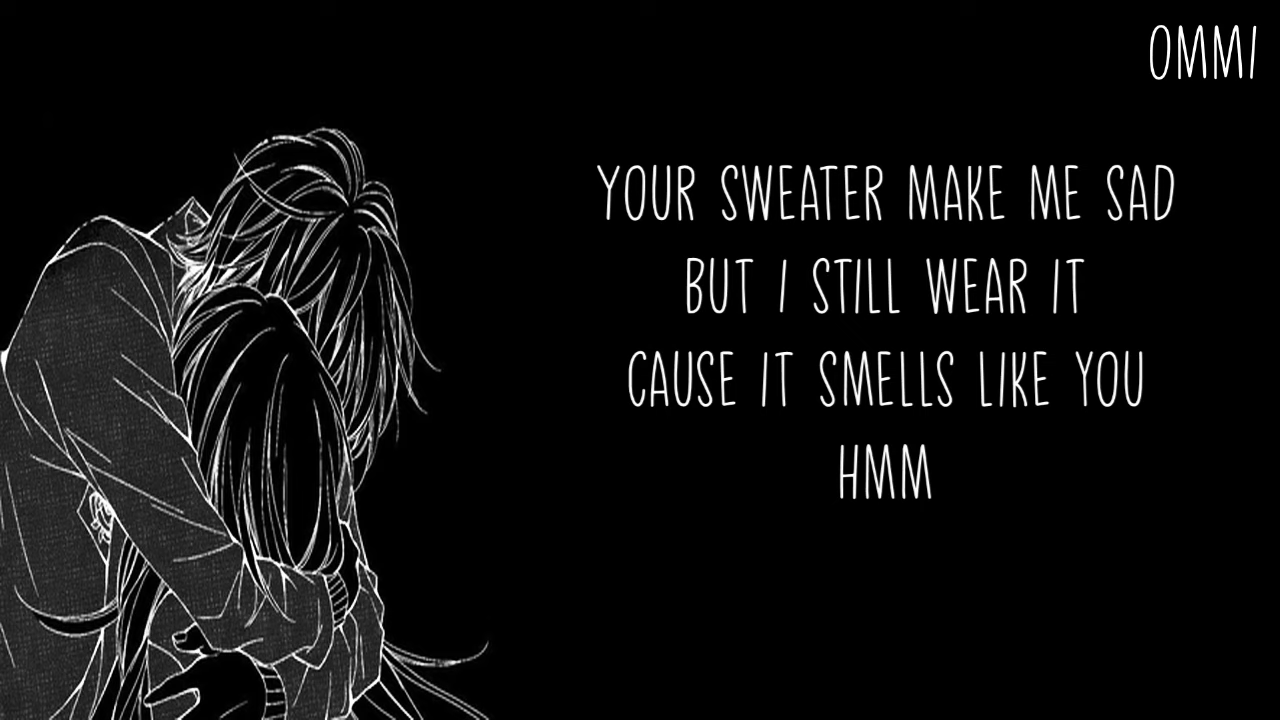 OMMI
YOUR SWEATER MAKE ME SAD
BUT I STILL WEAR IT
CAUSE IT SMELLS LIKE YOU
HMM